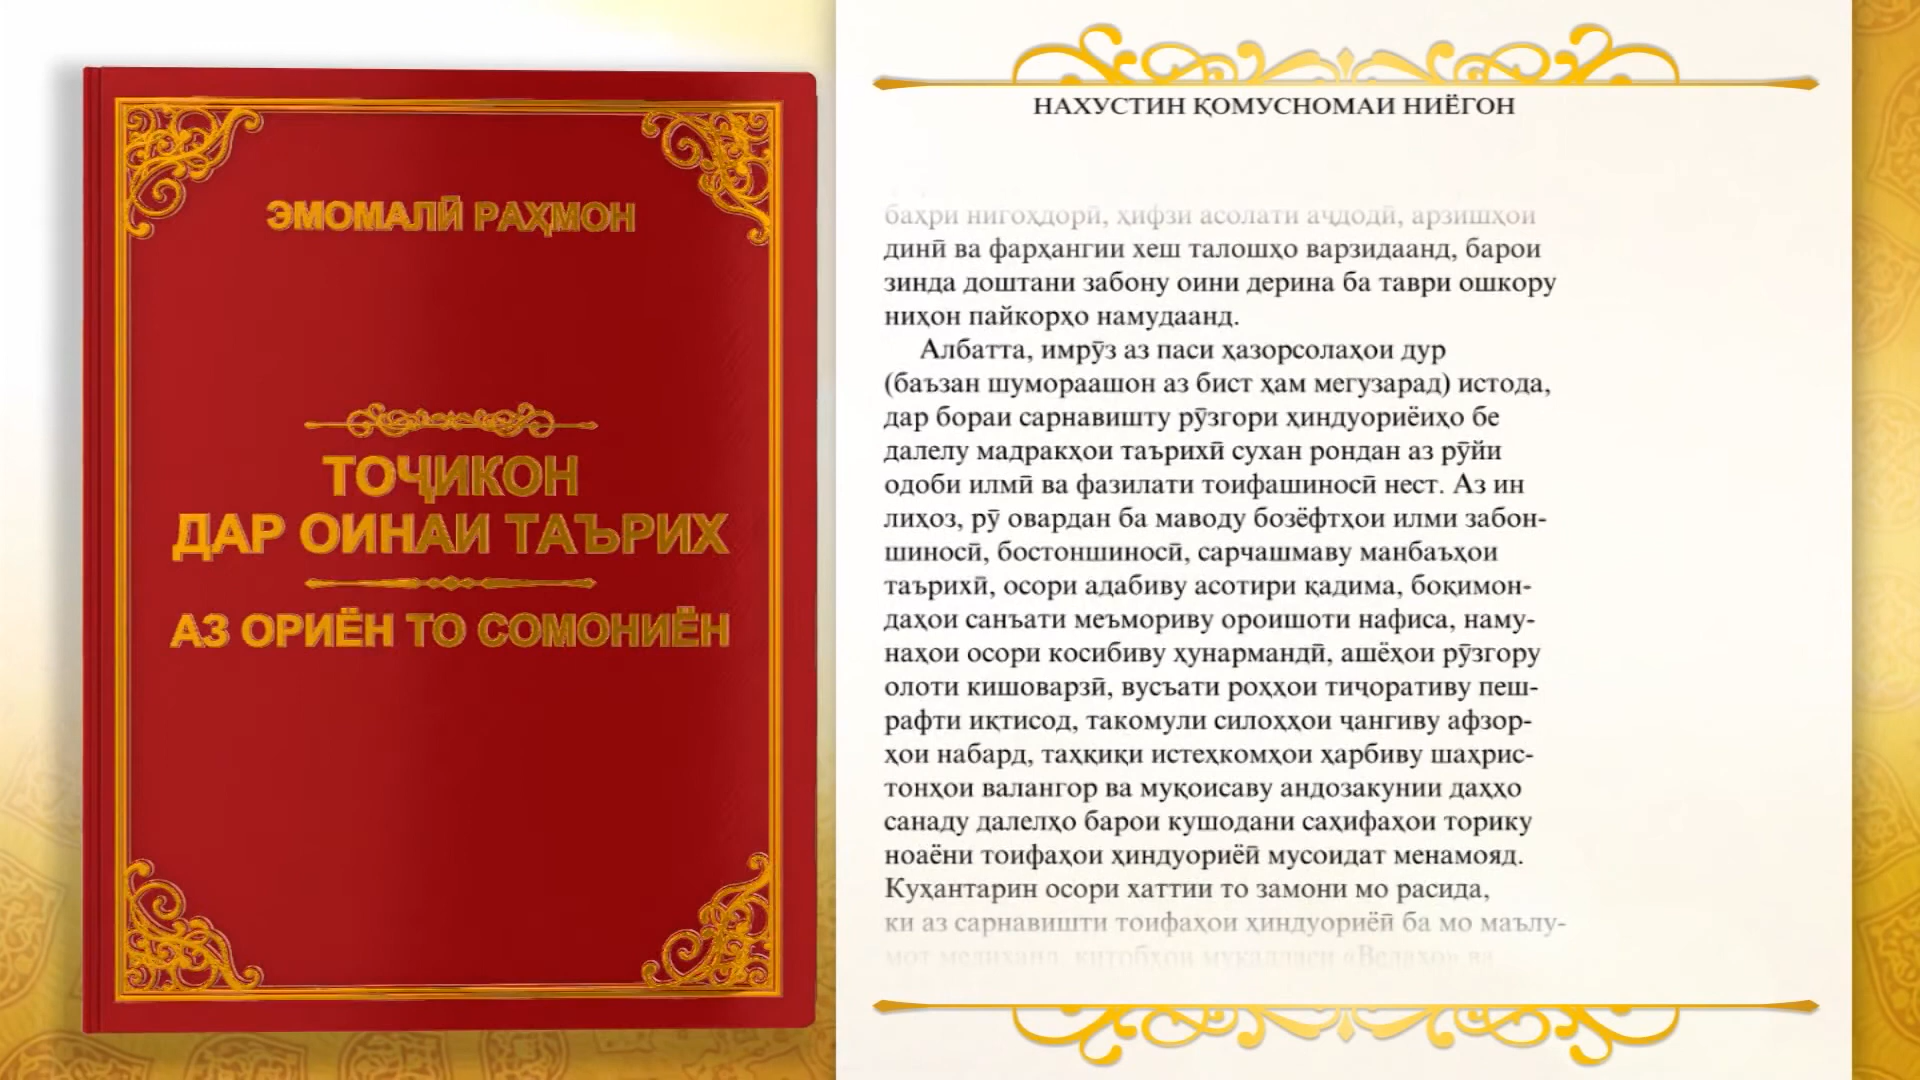 ЭМОМАЛӢ РАҲМОН
ТОҶИКОН
ДАР ОИНАИ ТАЪРИХ
АЗ ОРИЁН ТО СОМОНИЁН
НАХУСТИН ҚОМУСНОМАИ НИЁГОН
баҳри нигоҳдорӣ, ҳифзи асолати аҷдодӣ, арзишҳои
динӣ ва фарҳангии хеш талошҳо варзидаанд, барои
зинда доштани забону оини дерина ба таври ошкору
ниҳон пайкорҳо намудаанд.
Албатта, имрӯз аз паси ҳазорсолаҳои дур
(баъзан шумораашон аз бист ҳам мегузарад) истода,
дар бораи сарнавишту рӯзгори ҳиндуориёиҳо бе
далелу мадракҳои таърихӣ сухан рондан аз рӯйи
одоби илмӣ ва фазилати тоифашиносӣ нест. Аз ин
лиҳоз, рӯ овардан ба маводу бозёфтҳои илми забон-
шиносӣ, бостоншиносӣ, сарчашмаву манбаъҳои
таърихӣ, осори адабиву асотири қадима, боқимон-
даҳои санъати меъмориву ороишоти нафиса, наму-
наҳои осори косибиву ҳунармандӣ, ашёҳои рӯзгору
олоти кишоварзӣ, вусъати роҳҳои тиҷоративу пеш-
рафти иқтисод, такомули силоҳҳои ҷангиву афзор-
ҳои набард, таҳқиқи истеҳкомҳои ҳарбиву шаҳрис-
тонҳои валангор ва муқоисаву андозакунии даҳҳо
санаду далелҳо барои кушодани саҳифаҳои торику
ноаёни тоифаҳои ҳиндуориёӣ мусоидат менамояд.
Куҳантарин осори хаттии то замони мо расида,
ки аз сарнавишти тоифаҳои ҳиндуориёӣ ба мо маълу-
мот медиҳанд, китобҳои муқаддаси «Ведаҳо» ва